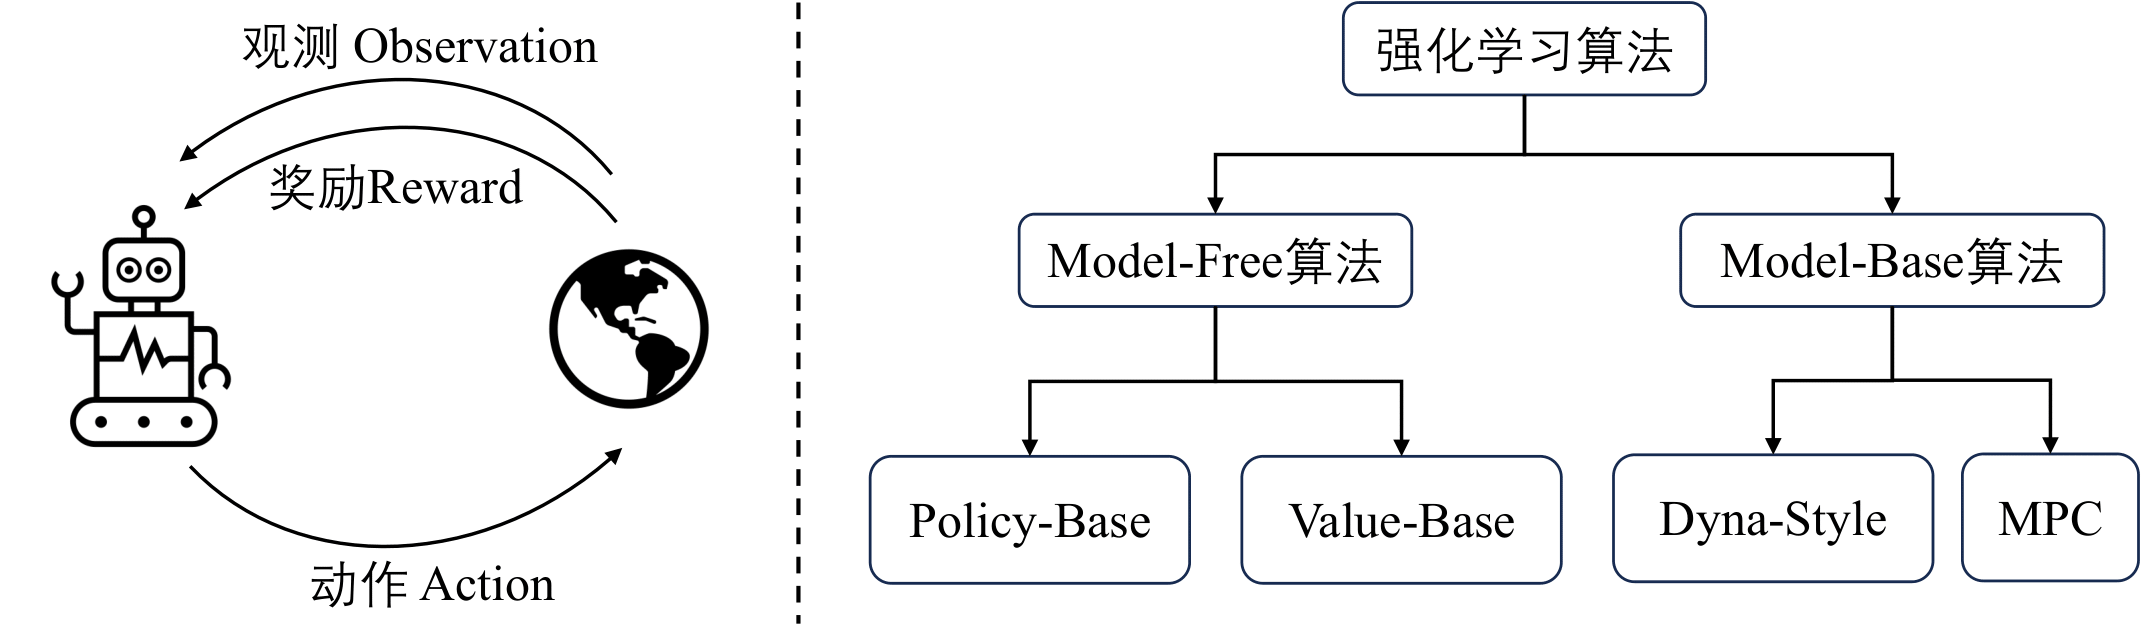 观测 Observation
奖励Reward
动作 Action
强化学习算法
Model-Free算法
Model-Base算法
Policy-Base
Value-Base
Dyna-Style
MPC